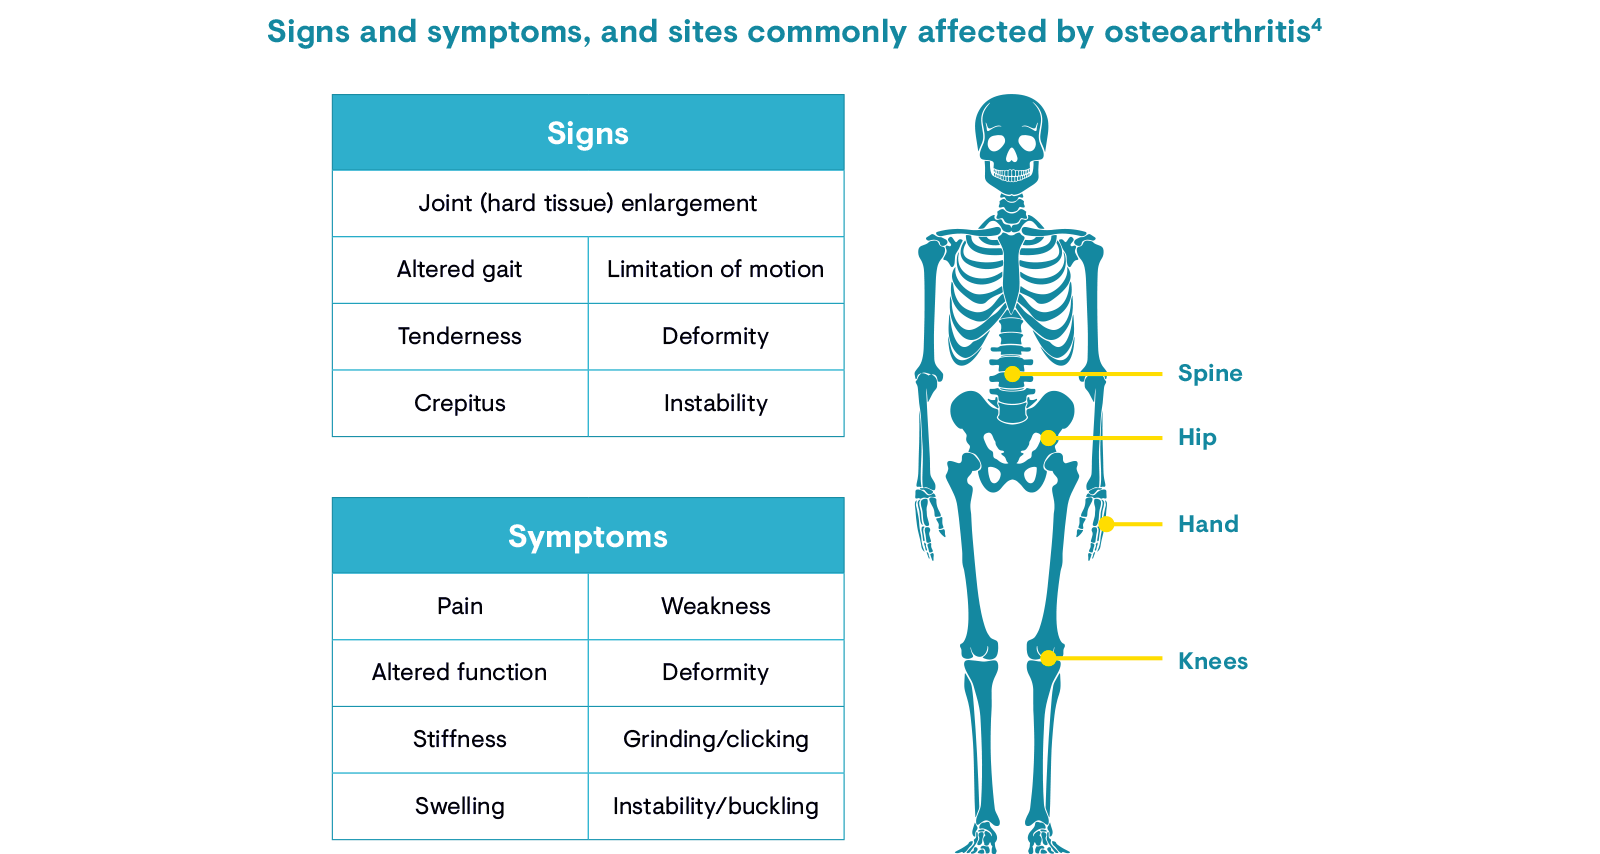 Signs and symptoms, and sites commonly affected by osteoarthritis⁴
Signs
Joint (hard tissue) enlargement
Altered gait
Limitation of motion
Tenderness
Deformity
Crepitus
Instability
Symptoms
Pain
Weakness
Altered function
Deformity
Stiffness
Grinding/clicking
Swelling
Instability/buckling
Spine
Hip
Hand
Knees